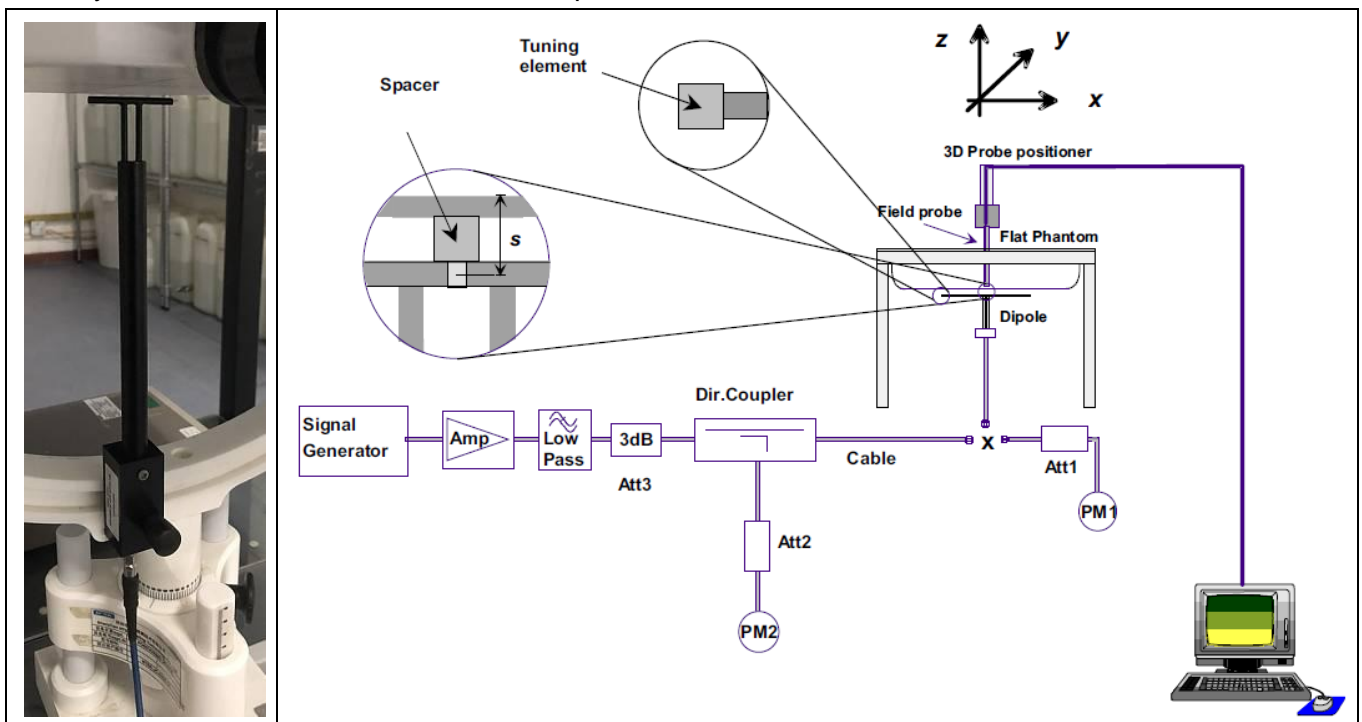 Tuning
element
Spacer
z
y
x
3D Probe positioner
Field probe
Flat Phantom
s
Dipole
Dir.Coupler
Signal
Generator
Amp
Low
Pass
3dB
Att3
Cable
x
Att1
PM1
Att2
PM2